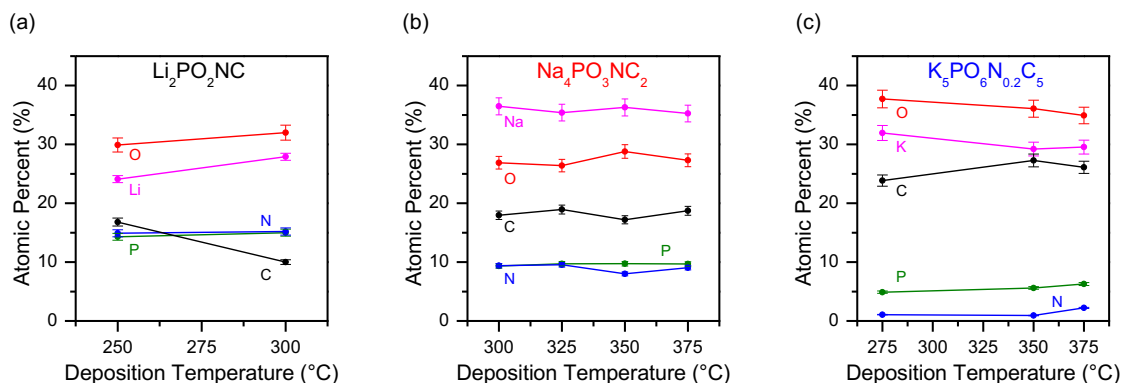 (a)
Li₂PO₂NC
Atomic Percent (%)
40
30
20
10
0
O
Li
N
P
C
250
275
300
Deposition Temperature (°C)
(b)
Na₄PO₃NC₂
Atomic Percent (%)
40
30
20
10
0
Na
O
C
P
N
300
325
350
375
Deposition Temperature (°C)
(c)
K₅PO₆N₀.₂C₅
Atomic Percent (%)
40
30
20
10
0
O
K
C
P
N
275
300
325
350
375
Deposition Temperature (°C)